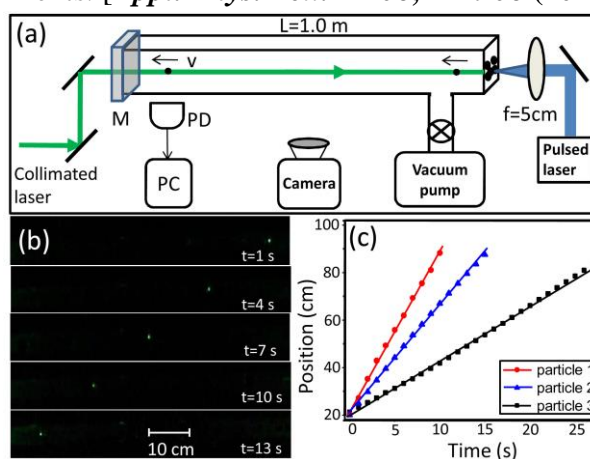 (a)
L=1.0 m
v
M
PD
f=5cm
Collimated
laser
PC
Camera
Vacuum
pump
Pulsed
laser
(b)
t=1 s
t=4 s
t=7 s
t=10 s
10 cm
t=13 s
(c)
100
80
60
40
20
Position (cm)
particle 1
particle 2
particle 3
0 5 10 15 20 25
Time (s)